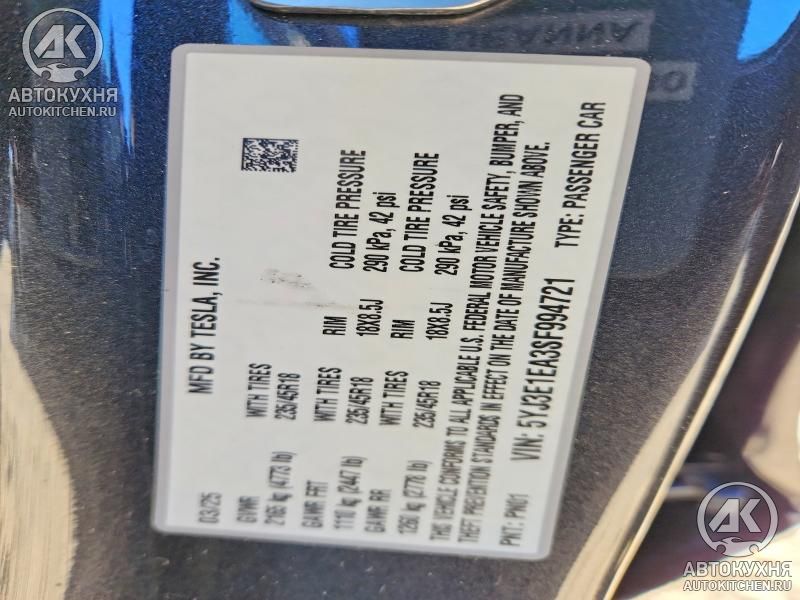 AK
АВТОКУХНЯ
AUTOKITCHEN.RU
MFD BY TESLA, INC.
03/25
GVWR WITH TIRES RIM COLD TIRE PRESSURE
2165 kg (4773 lb) 235/45R18 18X8.5J 290 kPa, 42 psi
GAWR FRT WITH TIRES RIM COLD TIRE PRESSURE
1110 kg (2447 lb) 235/45R18 18X8.5J 290 kPa, 42 psi
GAWR RR
1260 kg (2778 lb) 235/45R18
THIS VEHICLE CONFORMS TO ALL APPLICABLE U.S. FEDERAL MOTOR VEHICLE SAFETY, BUMPER, AND
THEFT PREVENTION STANDARDS IN EFFECT ON THE DATE OF MANUFACTURE SHOWN ABOVE.
PNT: PN01 VIN: 5YJ3E1EA3SF994721 TYPE: PASSENGER CAR
AK
АВТОКУХНЯ
AUTOKITCHEN.RU